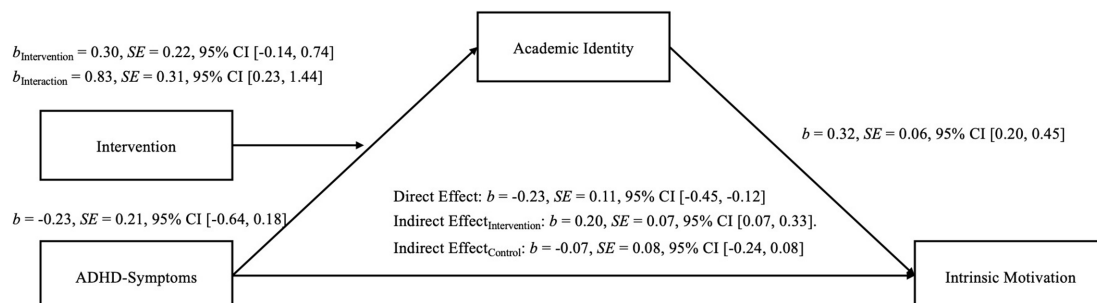 Academic Identity
b_Intervention = 0.30, SE = 0.22, 95% CI [-0.14, 0.74]
b_Interaction = 0.83, SE = 0.31, 95% CI [0.23, 1.44]
Intervention
b = 0.32, SE = 0.06, 95% CI [0.20, 0.45]
Direct Effect: b = -0.23, SE = 0.11, 95% CI [-0.45, -0.12]
b = -0.23, SE = 0.21, 95% CI [-0.64, 0.18]
Indirect Effect_Intervention: b = 0.20, SE = 0.07, 95% CI [0.07, 0.33].
Indirect Effect_Control: b = -0.07, SE = 0.08, 95% CI [-0.24, 0.08]
ADHD-Symptoms
Intrinsic Motivation